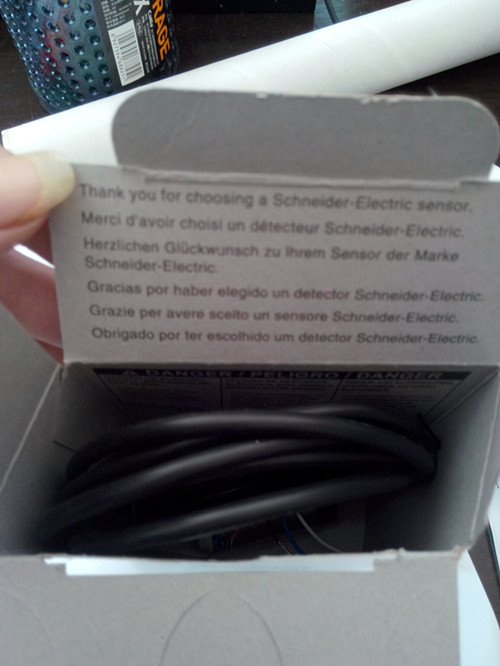 RAGE
X
Thank you for choosing a Schneider-Electric sensor.
Merci d'avoir choisi un détecteur Schneider-Electric.
Herzlichen Glückwunsch zu Ihrem Sensor der Marke
Schneider-Electric.
Gracias por haber elegido un detector Schneider-Electric.
Grazie per avere scelto un sensore Schneider-Electric.
Obrigado por ter escolhido um detector Schneider-Electric.
DANGER / PELIGRO / DANGER